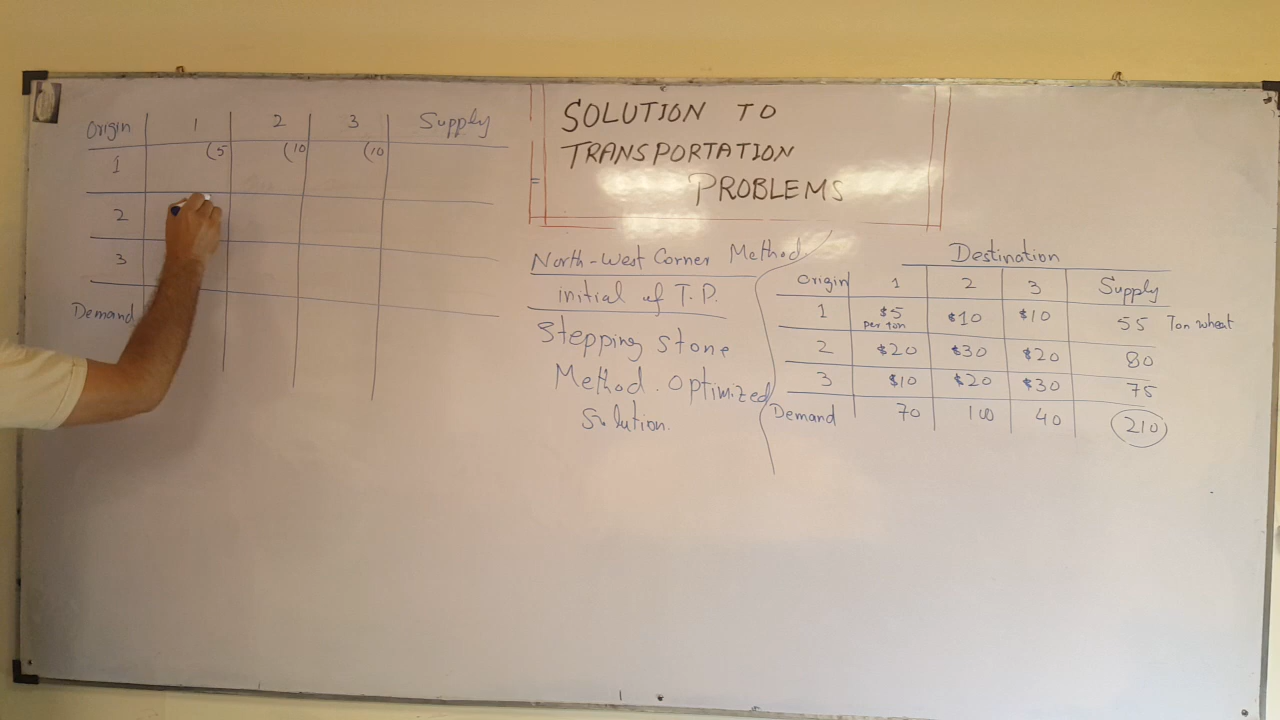 Origin 1 2 3 Supply
1 (5 (10 (10
2
3
Demand
SOLUTION TO
TRANSPORTATION
PROBLEMS
=
North-West Corner Method
initial of T.P.
Stepping Stone
Method. Optimized
Solution.
Destination
Origin 1 2 3 Supply
1 $5 $10 $10 55 Ton wheat
per ton
2 $20 $30 $20 80
3 $10 $20 $30 75
Demand 70 100 40 210